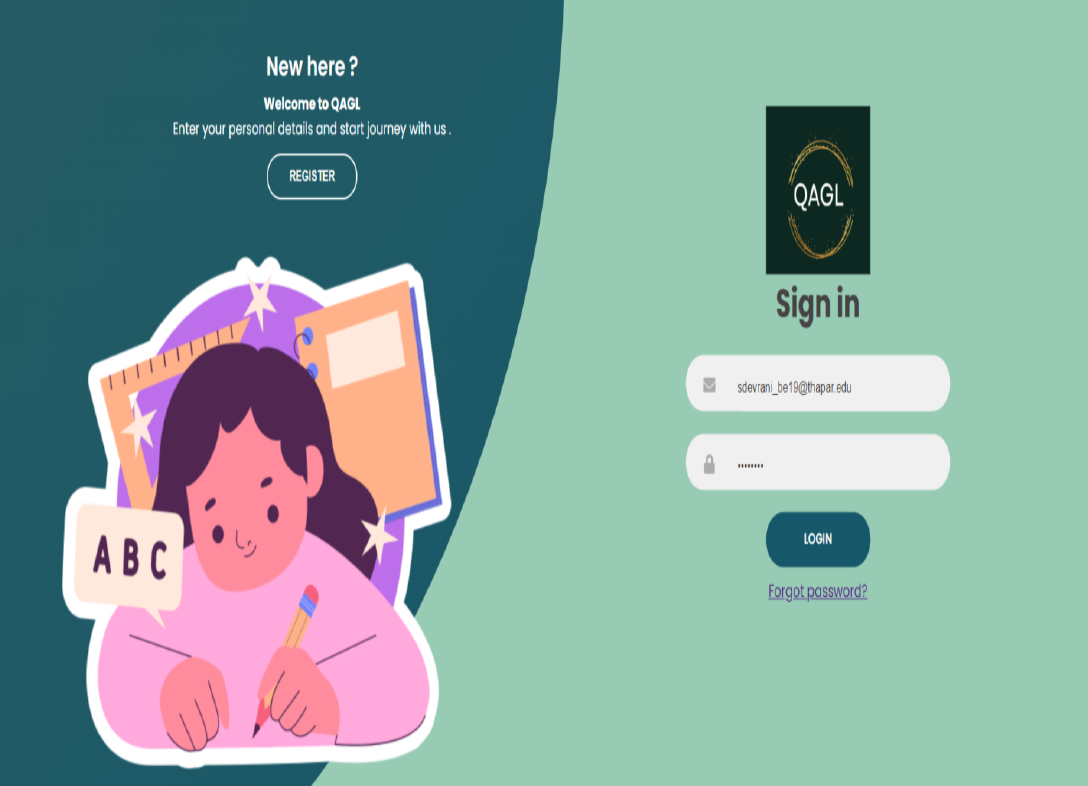 New here ?
Welcome to QAGL
Enter your personal details and start journey with us .
REGISTER
A B C
QAGL
Sign in
sdevrani_be19@thapar.edu
••••••••
LOGIN
Forgot password?